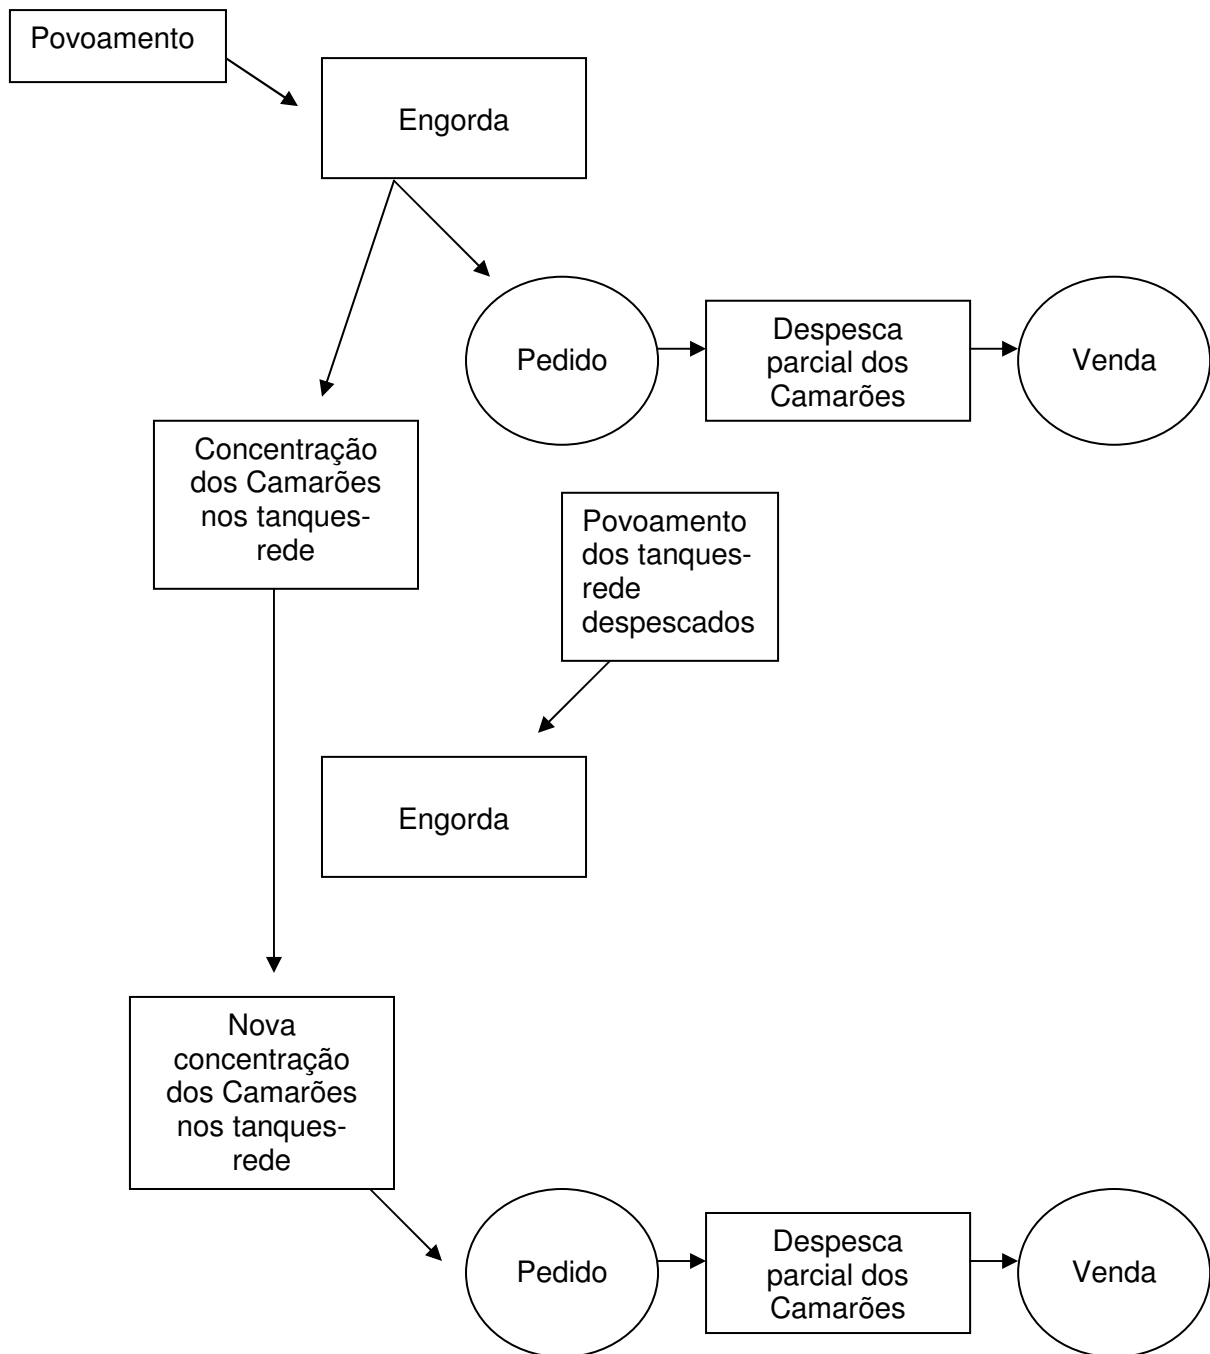 Povoamento
Engorda
Pedido
Despesca
parcial dos
Camarões
Venda
Concentração
dos Camarões
nos tanques-
rede
Povoamento
dos tanques-
rede
despescados
Engorda
Nova
concentração
dos Camarões
nos tanques-
rede
Pedido
Despesca
parcial dos
Camarões
Venda